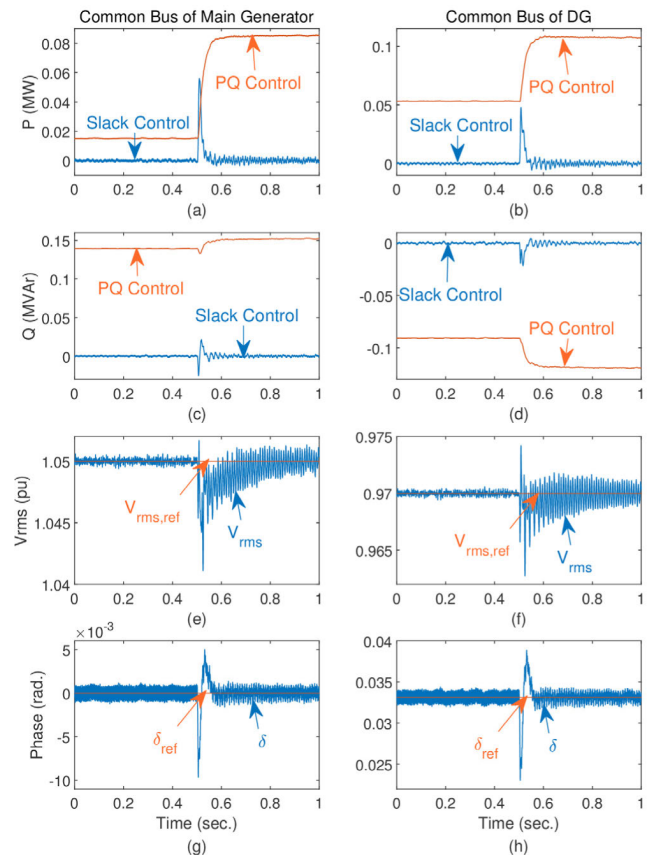 Common Bus of Main Generator
Common Bus of DG
P (MW)
0.08
0.06
0.04
0.02
0
PQ Control
Slack Control
0 0.2 0.4 0.6 0.8 1
(a)
0.1
0.05
0
PQ Control
Slack Control
0 0.2 0.4 0.6 0.8 1
(b)
Q (MVAr)
0.15
0.1
0.05
0
PQ Control
Slack Control
0 0.2 0.4 0.6 0.8 1
(c)
0
-0.05
-0.1
Slack Control
PQ Control
0 0.2 0.4 0.6 0.8 1
(d)
Vrms (pu)
1.050
1.045
1.04
Vrms,ref
Vrms
0 0.2 0.4 0.6 0.8 1
(e)
0.975
0.97
0.965
Vrms,ref
Vrms
0 0.2 0.4 0.6 0.8 1
(f)
×10⁻³
Phase (rad.)
5
0
-5
-10
δref
δ
0 0.2 0.4 0.6 0.8 1
Time (sec.)
(g)
0.04
0.035
0.03
0.025
δref
δ
0 0.2 0.4 0.6 0.8 1
Time (sec.)
(h)